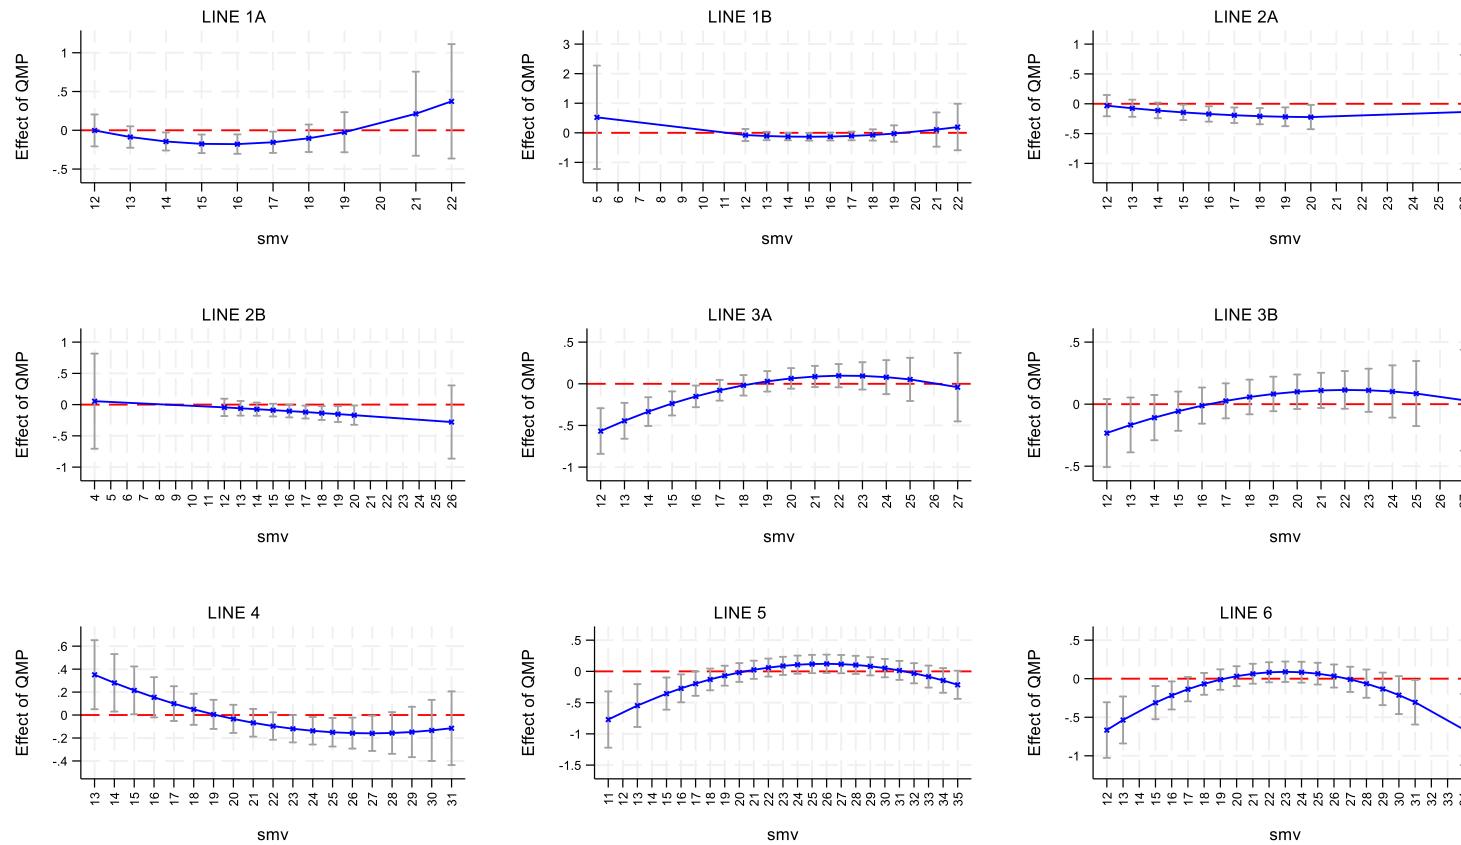 LINE 1A
Effect of QMP
1
.5
0
-.5
12 13 14 15 16 17 18 19 20 21 22
smv
LINE 1B
Effect of QMP
3
2
1
0
-1
5 6 7 8 9 10 11 12 13 14 15 16 17 18 19 20 21 22
smv
LINE 2A
Effect of QMP
1
.5
0
-.5
-1
12 13 14 15 16 17 18 19 20 21 22 23 24 25
smv
LINE 2B
Effect of QMP
1
.5
0
-.5
-1
4 5 6 7 8 9 10 11 12 13 14 15 16 17 18 19 20 21 22 23 24 25 26
smv
LINE 3A
Effect of QMP
.5
0
-.5
-1
12 13 14 15 16 17 18 19 20 21 22 23 24 25 26 27
smv
LINE 3B
Effect of QMP
.5
0
-.5
12 13 14 15 16 17 18 19 20 21 22 23 24 25 26
smv
LINE 4
Effect of QMP
.6
.4
.2
0
-.2
-.4
13 14 15 16 17 18 19 20 21 22 23 24 25 26 27 28 29 30 31
smv
LINE 5
Effect of QMP
.5
0
-.5
-1
-1.5
11 12 13 14 15 16 17 18 19 20 21 22 23 24 25 26 27 28 29 30 31 32 33 34 35
smv
LINE 6
Effect of QMP
.5
0
-.5
-1
12 13 14 15 16 17 18 19 20 21 22 23 24 25 26 27 28 29 30 31 32 33
smv